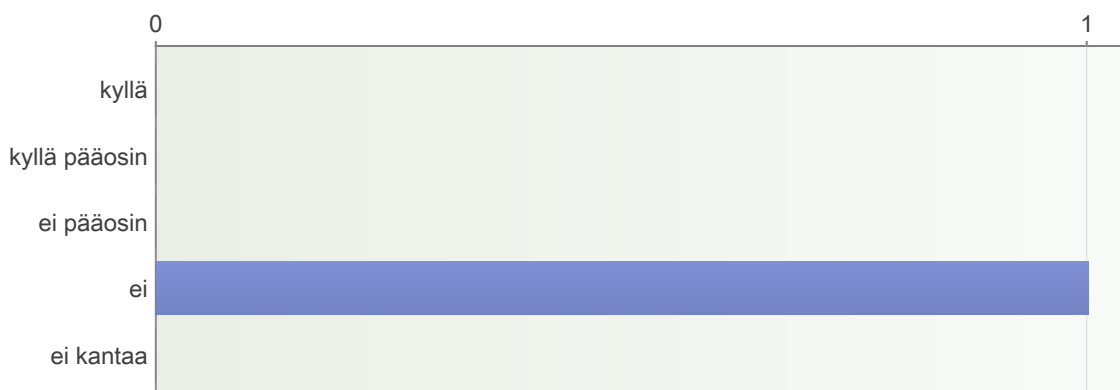 0 1
kyllä
kyllä pääosin
ei pääosin
ei
ei kantaa